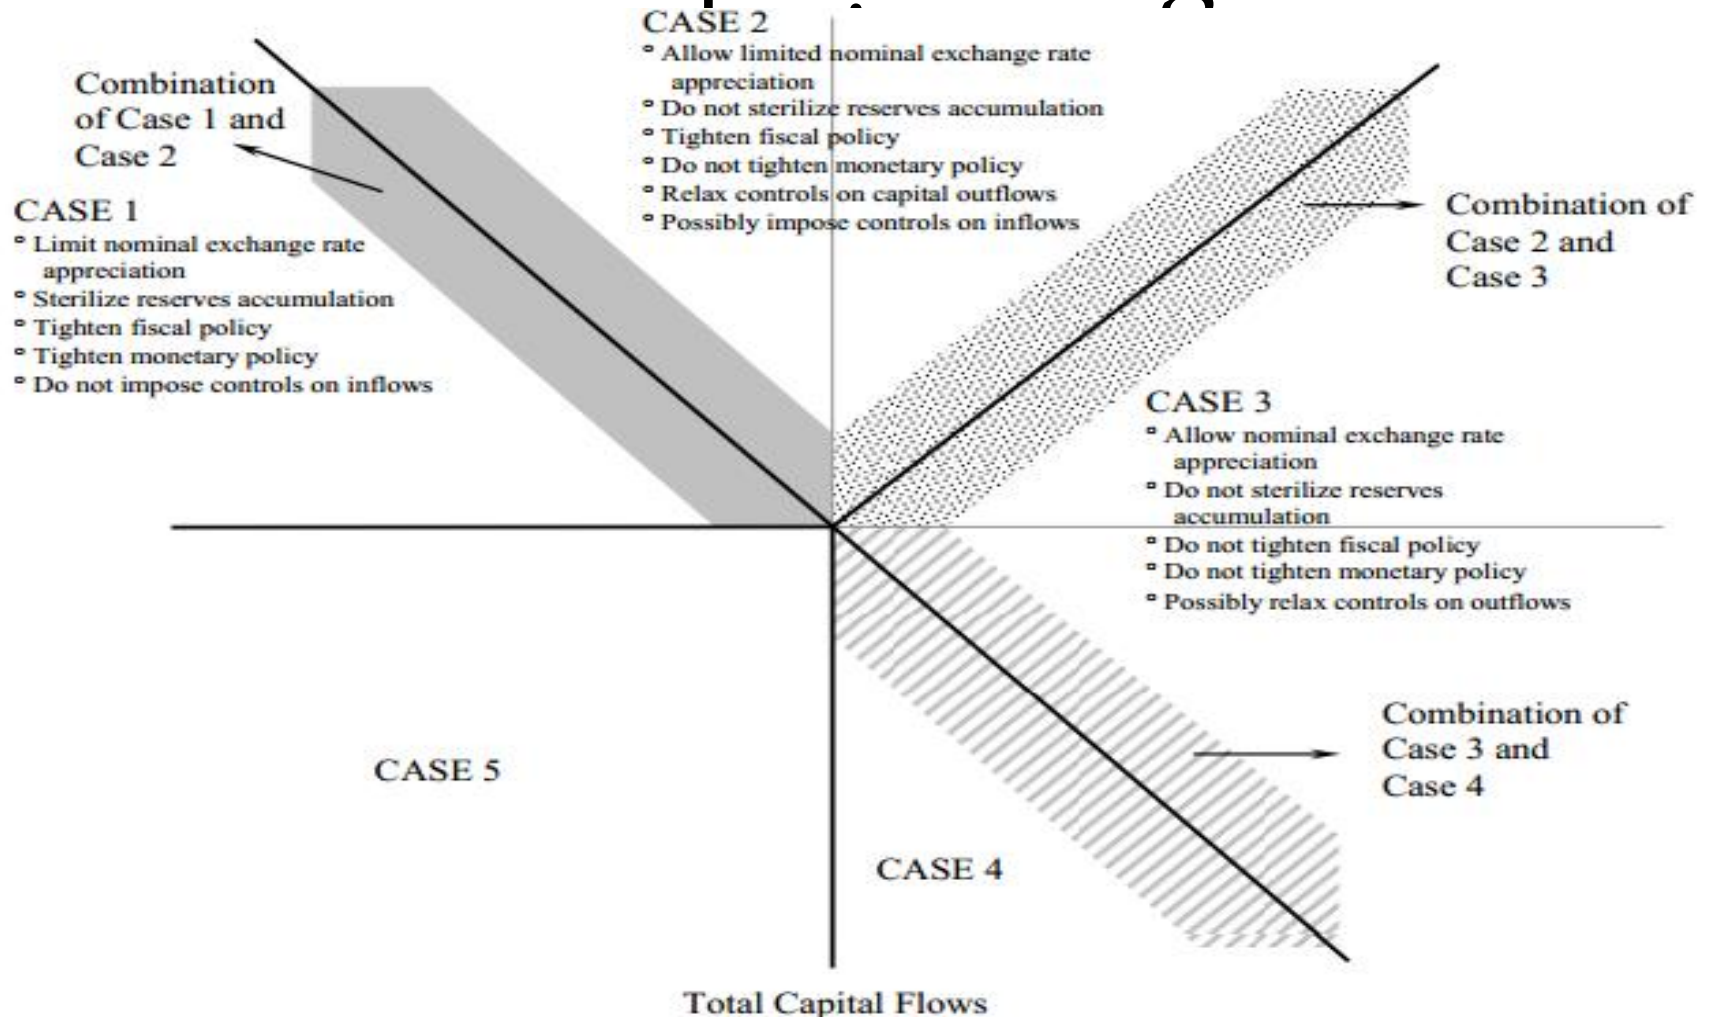 CASE 2
° Allow limited nominal exchange rate
appreciation
° Do not sterilize reserves accumulation
° Tighten fiscal policy
° Do not tighten monetary policy
° Relax controls on capital outflows
° Possibly impose controls on inflows
Combination
of Case 1 and
Case 2
CASE 1
° Limit nominal exchange rate
appreciation
° Sterilize reserves accumulation
° Tighten fiscal policy
° Tighten monetary policy
° Do not impose controls on inflows
Combination of
Case 2 and
Case 3
CASE 3
° Allow nominal exchange rate
appreciation
° Do not sterilize reserves
accumulation
° Do not tighten fiscal policy
° Do not tighten monetary policy
° Possibly relax controls on outflows
Combination of
Case 3 and
Case 4
CASE 5
CASE 4
Total Capital Flows